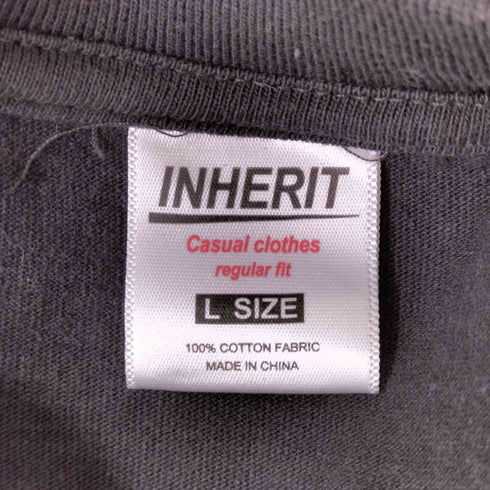 INHERIT
Casual clothes
regular fit
L SIZE
100% COTTON FABRIC
MADE IN CHINA